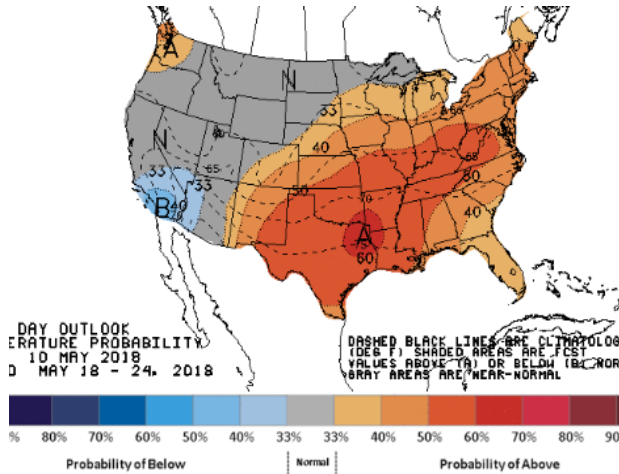 A
N
33
N
40
65
33
33
50
65
60
50
B 40
40
70
A
75
60
DAY OUTLOOK
ERATURE PROBABILITY
10 MAY 2018
D MAY 18 - 24, 2018
DASHED BLACK LINES ARE CLIMATOLOG
(DEG F) SHADED AREAS ARE FCST
VALUES ABOVE (A) OR BELOW (B) NOR
GRAY AREAS ARE NEAR-NORMAL
% 80% 70% 60% 50% 40% 33% 33% 40% 50% 60% 70% 80% 90
Probability of Below Normal Probability of Above